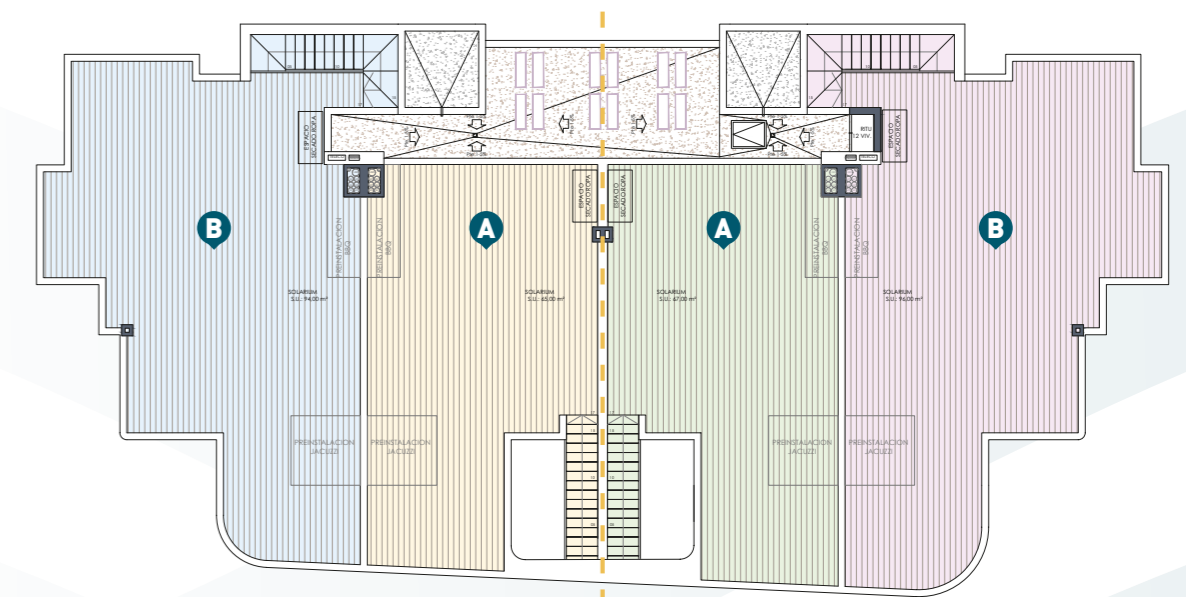 ESPACIO
SECADO ROPA
RITU
12 VIV.
ESPACIO
SECADO ROPA
ESPACIO
SECADO ROPA
ESPACIO
SECADO ROPA
B
A
A
B
PREINSTALACION
BBQ
PREINSTALACION
BBQ
PREINSTALACION
BBQ
PREINSTALACION
BBQ
SOLARIUM
S.U.: 94,00 m²
SOLARIUM
S.U.: 65,00 m²
SOLARIUM
S.U.: 67,00 m²
SOLARIUM
S.U.: 96,00 m²
PREINSTALACION
JACUZZI
PREINSTALACION
JACUZZI
PREINSTALACION
JACUZZI
PREINSTALACION
JACUZZI